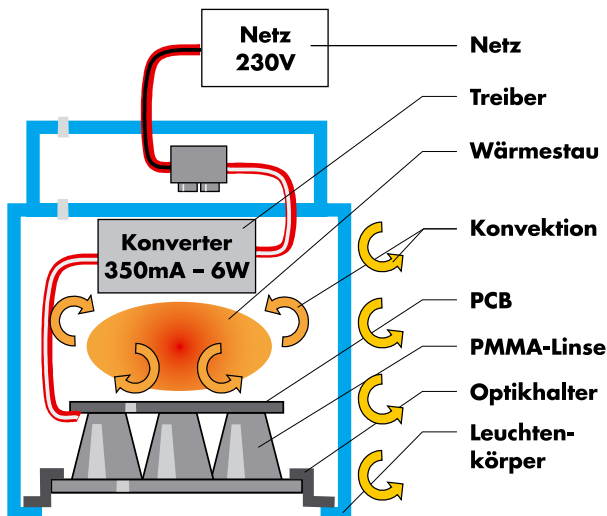 Netz
230V
Netz
Treiber
Wärmestau
Konverter
350mA – 6W
Konvektion
PCB
PMMA-Linse
Optikhalter
Leuchten-
körper